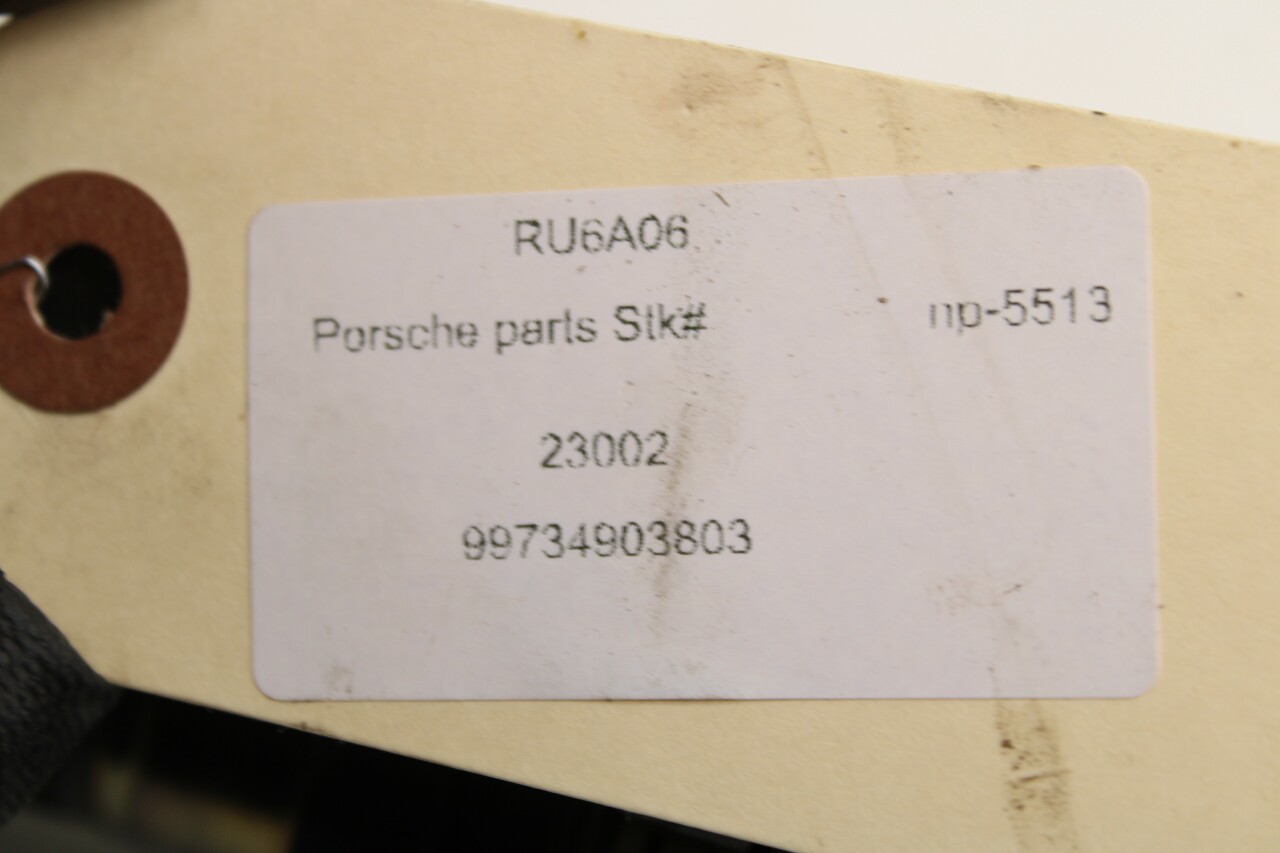 RU6A06
Porsche parts Stk# np-5513
23002
99734903803